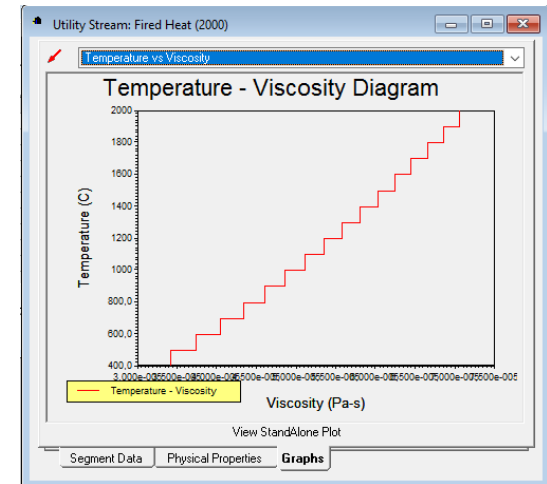 Utility Stream: Fired Heat (2000)
Temperature vs Viscosity
Temperature - Viscosity Diagram
Temperature (C)
2000
1800
1600
1400
1200
1000
800,0
600,0
400,0
Temperature - Viscosity
Viscosity (Pa-s)
View StandAlone Plot
Segment Data
Physical Properties
Graphs